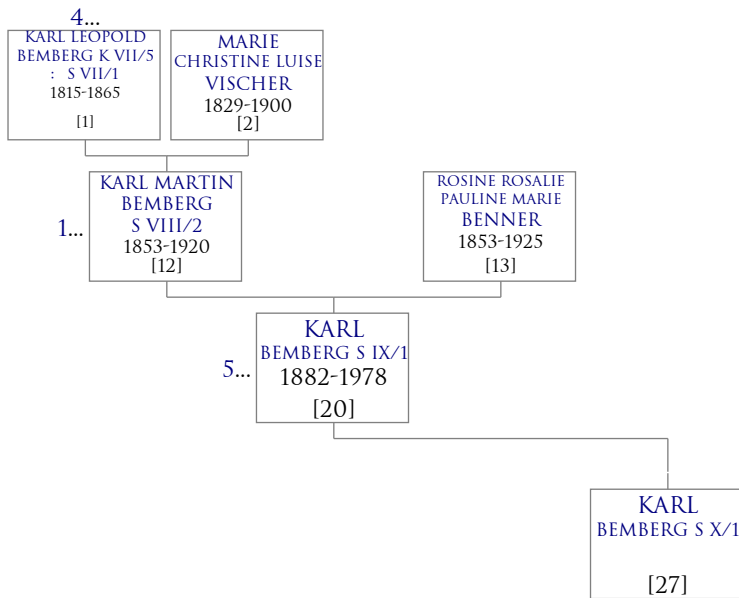 4...
KARL LEOPOLD
BEMBERG K VII/5
: S VII/1
1815-1865
[1]
MARIE
CHRISTINE LUISE
VISCHER
1829-1900
[2]
1...
KARL MARTIN
BEMBERG
S VIII/2
1853-1920
[12]
ROSINE ROSALIE
PAULINE MARIE
BENNER
1853-1925
[13]
5...
KARL
BEMBERG S IX/1
1882-1978
[20]
KARL
BEMBERG S X/1
[27]